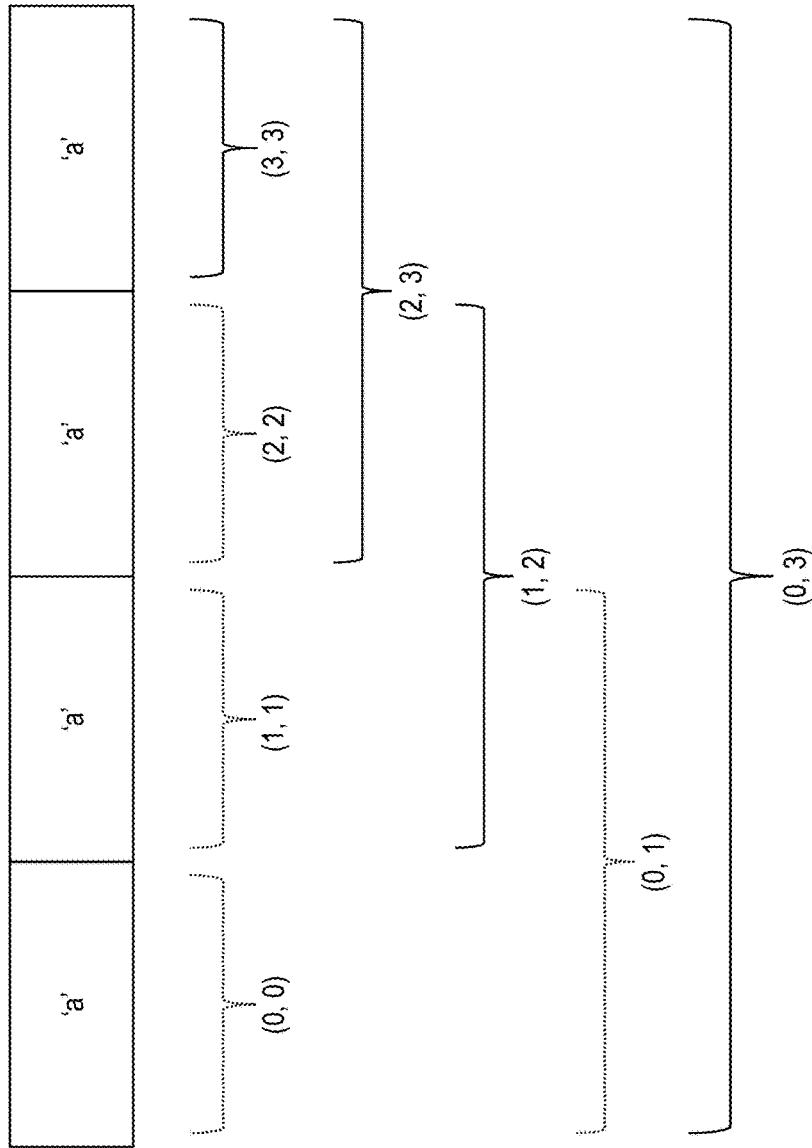 'a' 'a' 'a' 'a'
(0, 0) (1, 1) (2, 2) (3, 3)
(2, 3)
(1, 2)
(0, 1)
(0, 3)